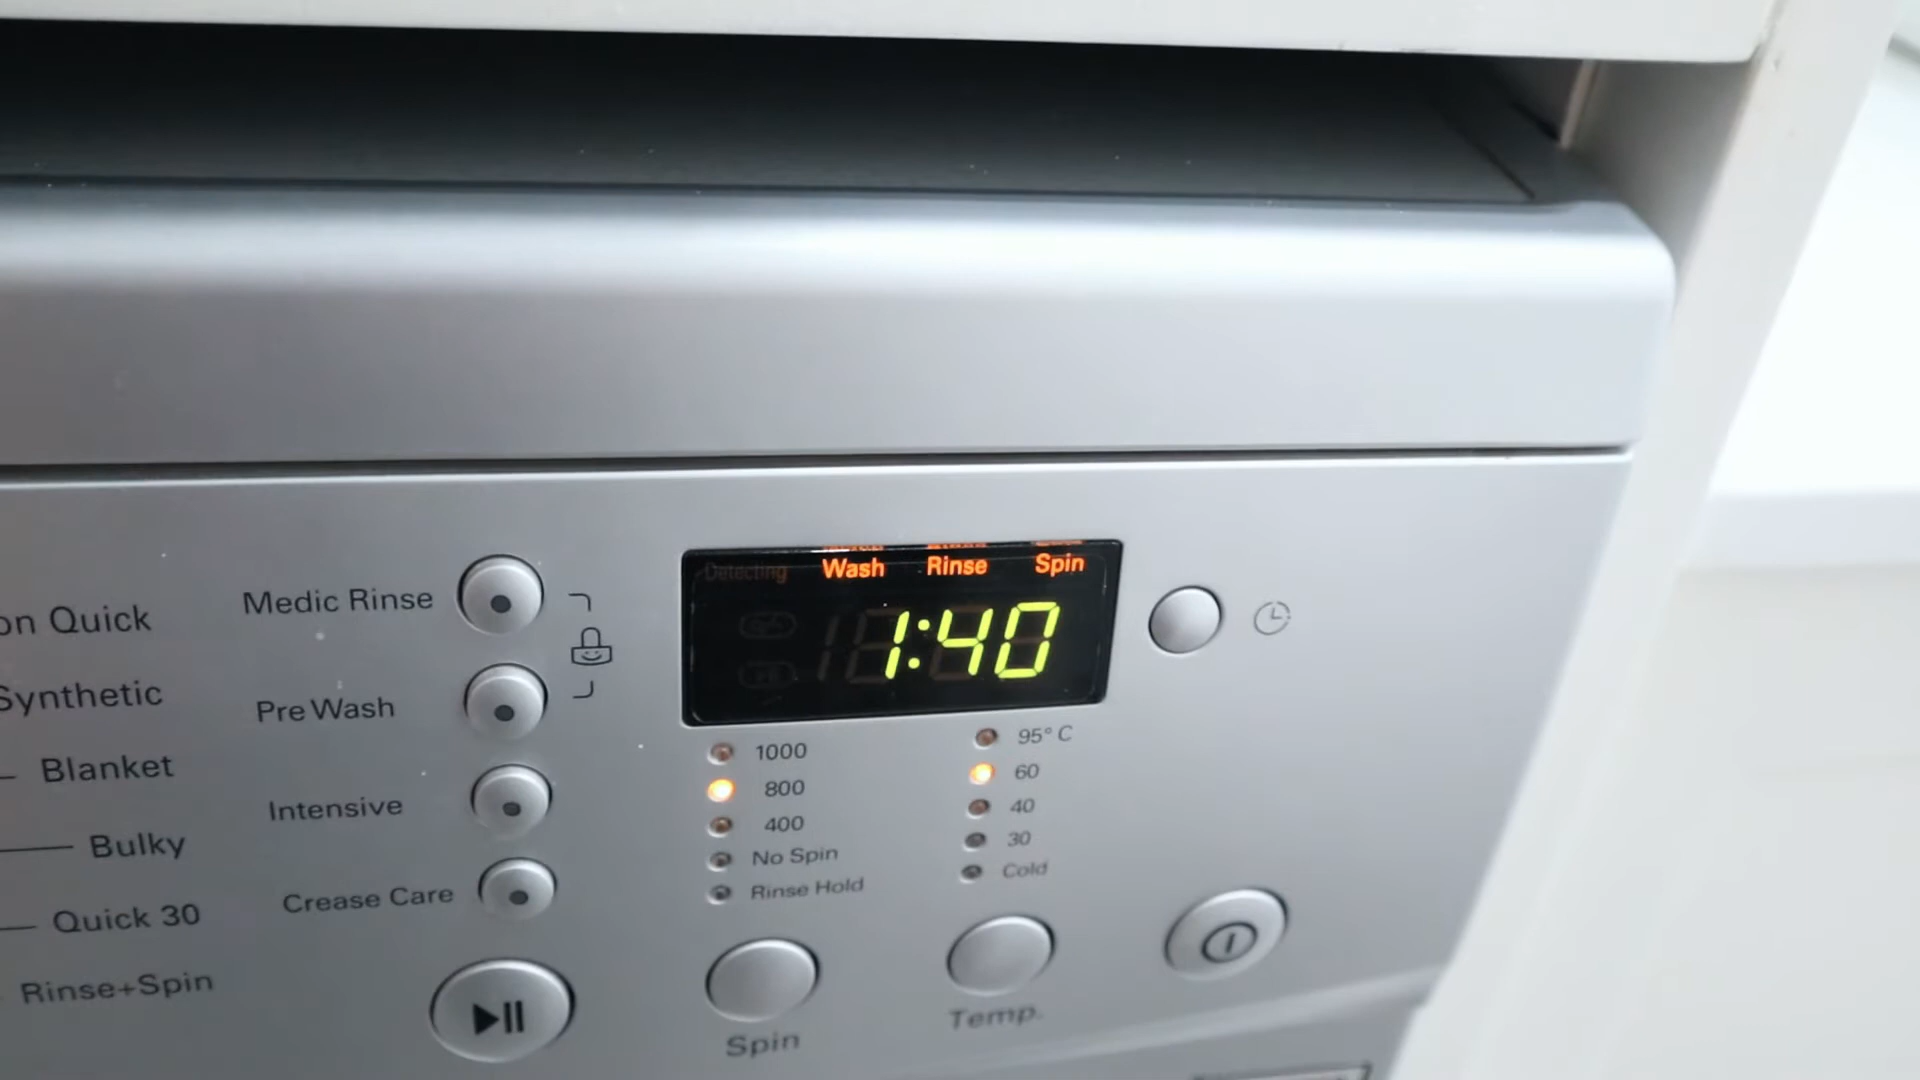 on Quick
Synthetic
Blanket
Bulky
Quick 30
Rinse+Spin
Medic Rinse
Pre Wash
Intensive
Crease Care
Detecting Wash Rinse Spin
1:40
1000
800
400
No Spin
Rinse Hold
95° C
60
40
30
Cold
Spin
Temp.